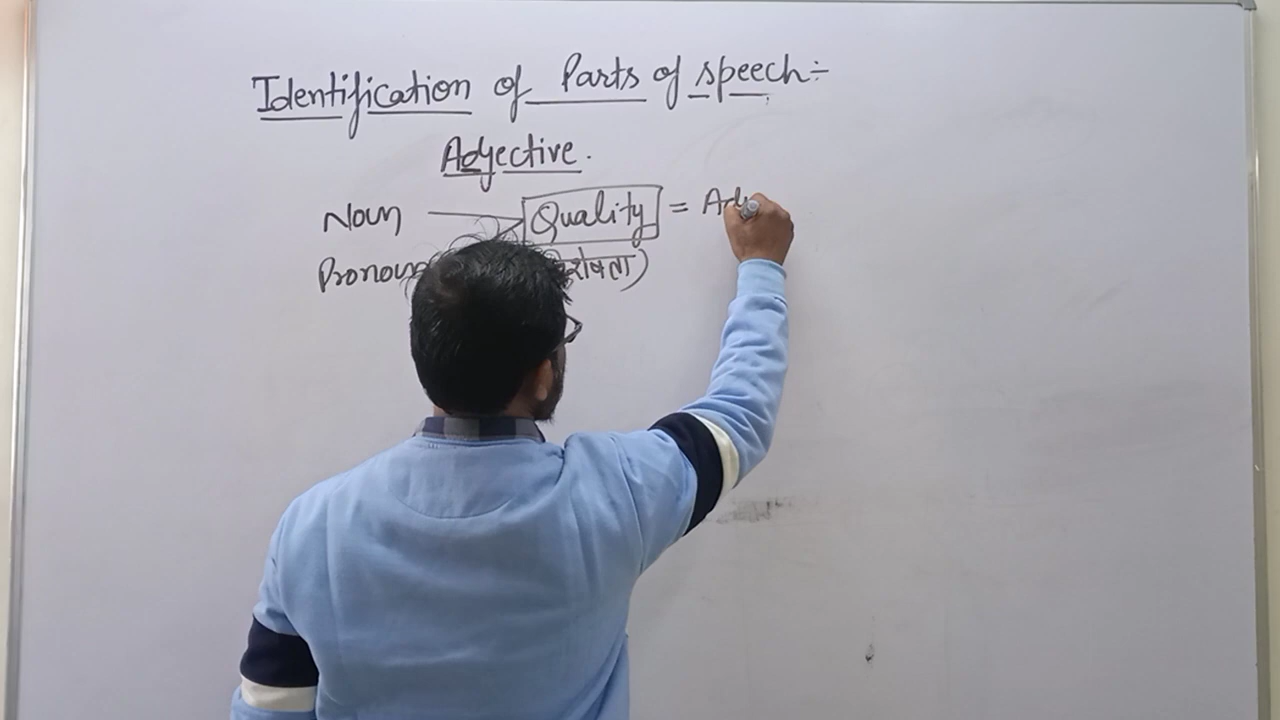 Identification of Parts of speech:-
Adjective.
Noun Quality = Ad
Pronoun